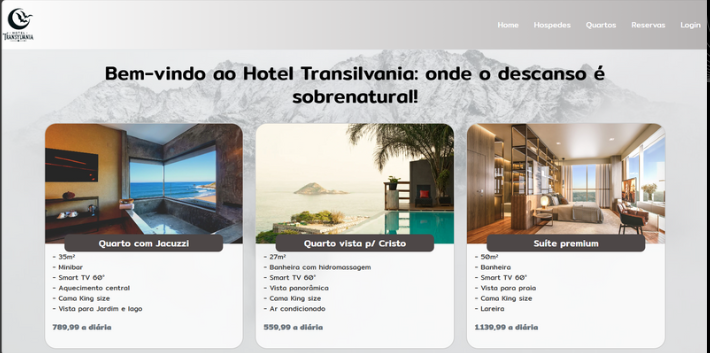 HOTEL
TRANSILVANIA
Home Hospedes Quartos Reservas Login
Bem-vindo ao Hotel Transilvania: onde o descanso é
sobrenatural!
Quarto com Jacuzzi
- 35m²
- Minibar
- Smart TV 60"
- Aquecimento central
- Cama King size
- Vista para Jardim e lago
789,99 a diária
Quarto vista p/ Cristo
- 27m²
- Banheira com hidromassagem
- Smart TV 60"
- Vista panorâmica
- Cama King size
- Ar condicionado
559,99 a diária
Suíte premium
- 50m²
- Banheira
- Smart TV 60"
- Vista para praia
- Cama King size
- Lareira
1.139,99 a diária